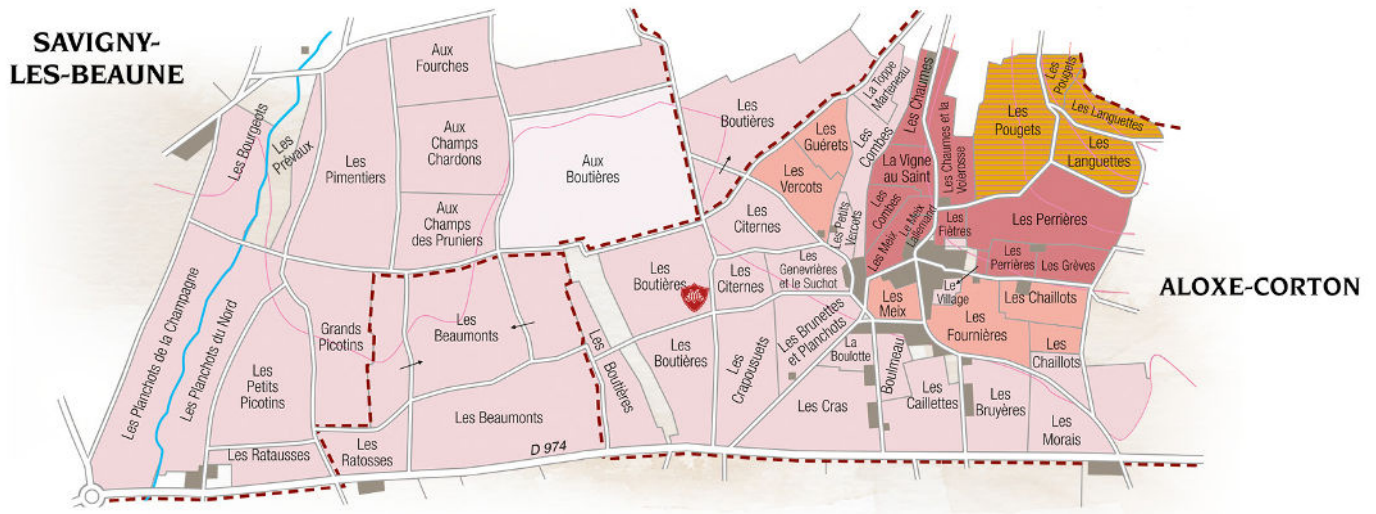 SAVIGNY-
LES-BEAUNE
Aux
Fourches
Les Bourgeots
Les
Prévaux
Les
Pimentiers
Aux
Champs
Chardons
Aux
Champs
des Pruniers
Aux
Boutières
Les
Boutières
La Toppe
Marteneau
Les
Guérets
Les
Vercots
Les
Combes
Les Chaumes
Les Chaumes et la
Voierosse
La Vigne
au Saint
Les
Pougets
Les
Pougets
Les Languettes
Les
Languettes
Les
Citernes
Les Petits
Vercots
Les
Combes
Les Meix
Le Meix
Lallemand
Les
Fiètres
Les Perrières
Les
Perrières
Les Grèves
ALOXE-CORTON
Les Planchots de la Champagne
Les Planchots du Nord
Grands
Picotins
Les
Petits
Picotins
Les
Beaumonts
Les
Boutières
Les
Citernes
Les
Genevrières
et le Suchot
Les
Meix
Le
Village
Les
Fournières
Les Chaillots
Les
Chaillots
Les
Boutières
Les
Boutières
Les
Crapousuets
Les Brunettes
et Planchots
La
Boulotte
Boulmeau
Les
Caillettes
Les
Bruyères
Les
Morais
Les Cras
Les Beaumonts
Les Ratausses
Les
Ratosses
D 974